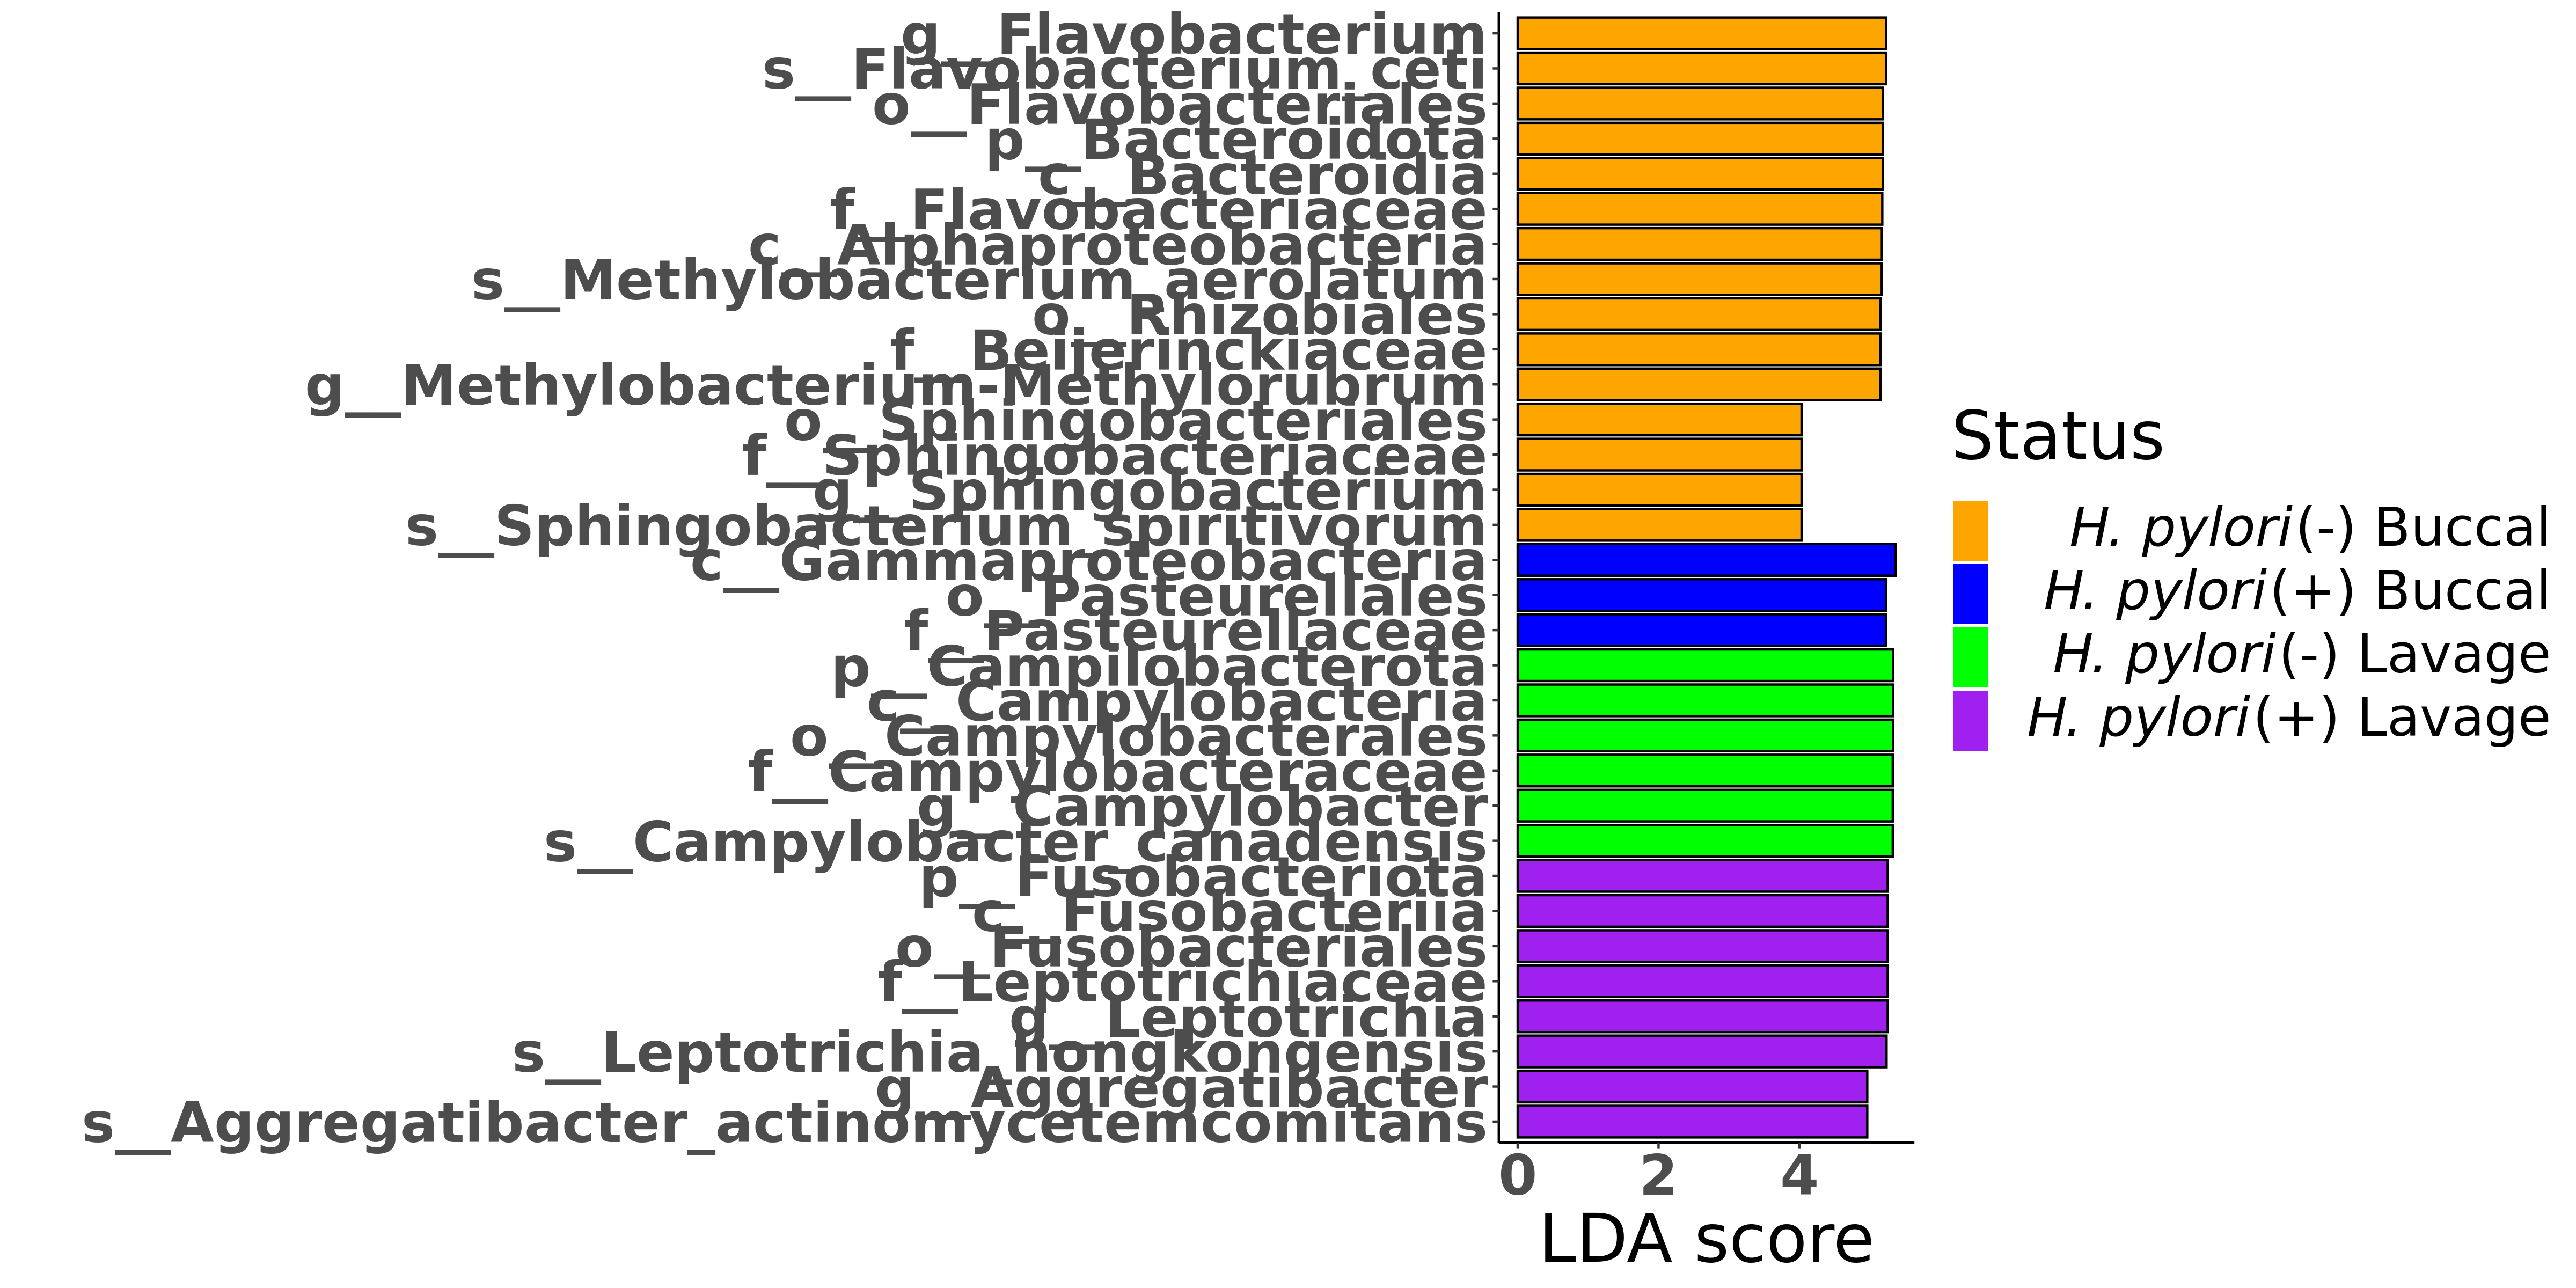 g__Flavobacterium
s__Flavobacterium_ceti
o__Flavobacteriales
p__Bacteroidota
c__Bacteroidia
f__Flavobacteriaceae
c__Alphaproteobacteria
s__Methylobacterium_aerolatum
o__Rhizobiales
f__Beijerinckiaceae
g__Methylobacterium-Methylorubrum
o__Sphingobacteriales
f__Sphingobacteriaceae
g__Sphingobacterium
s__Sphingobacterium_spiritivorum
c__Gammaproteobacteria
o__Pasteurellales
f__Pasteurellaceae
p__Campilobacterota
c__Campylobacteria
o__Campylobacterales
f__Campylobacteraceae
g__Campylobacter
s__Campylobacter_canadensis
p__Fusobacteriota
c__Fusobacteriia
o__Fusobacteriales
f__Leptotrichiaceae
g__Leptotrichia
s__Leptotrichia_hongkongensis
g__Aggregatibacter
s__Aggregatibacter_actinomycetemcomitans
0 2 4
LDA score
Status
H. pylori(-) Buccal
H. pylori(+) Buccal
H. pylori(-) Lavage
H. pylori(+) Lavage